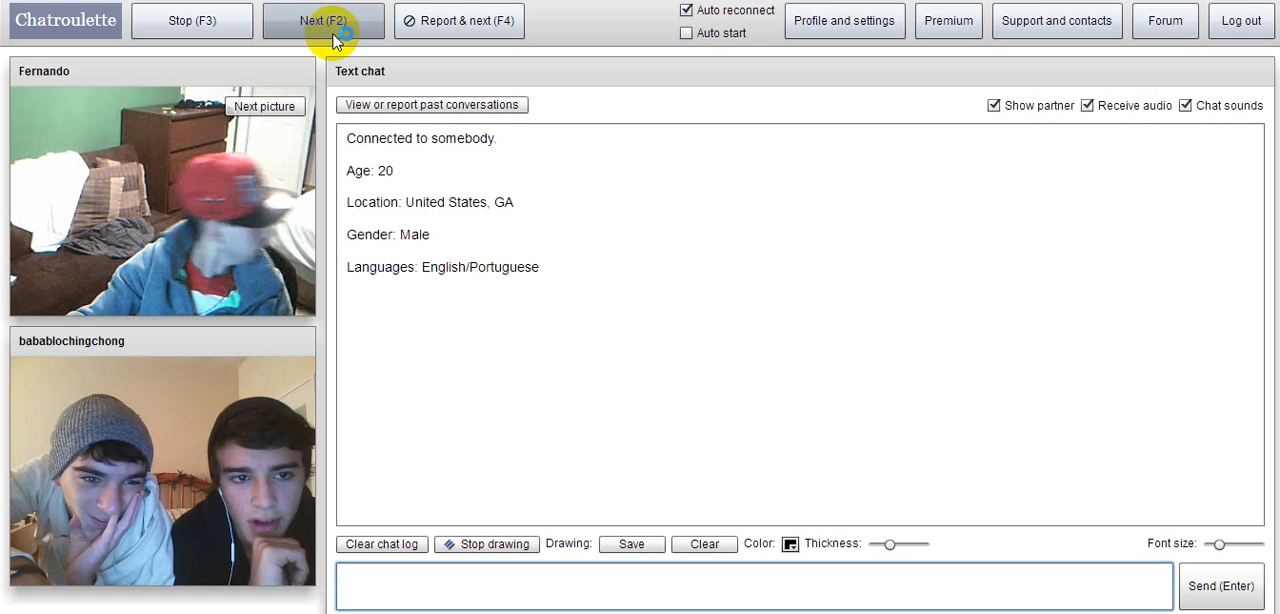 Chatroulette
Stop (F3)
Next (F2)
Report & next (F4)
Auto reconnect
Auto start
Profile and settings
Premium
Support and contacts
Forum
Log out
Fernando
Next picture
babablochingchong
Text chat
View or report past conversations
Show partner
Receive audio
Chat sounds
Connected to somebody.
Age: 20
Location: United States, GA
Gender: Male
Languages: English/Portuguese
Clear chat log
Stop drawing
Drawing:
Save
Clear
Color:
Thickness:
Font size:
Send (Enter)